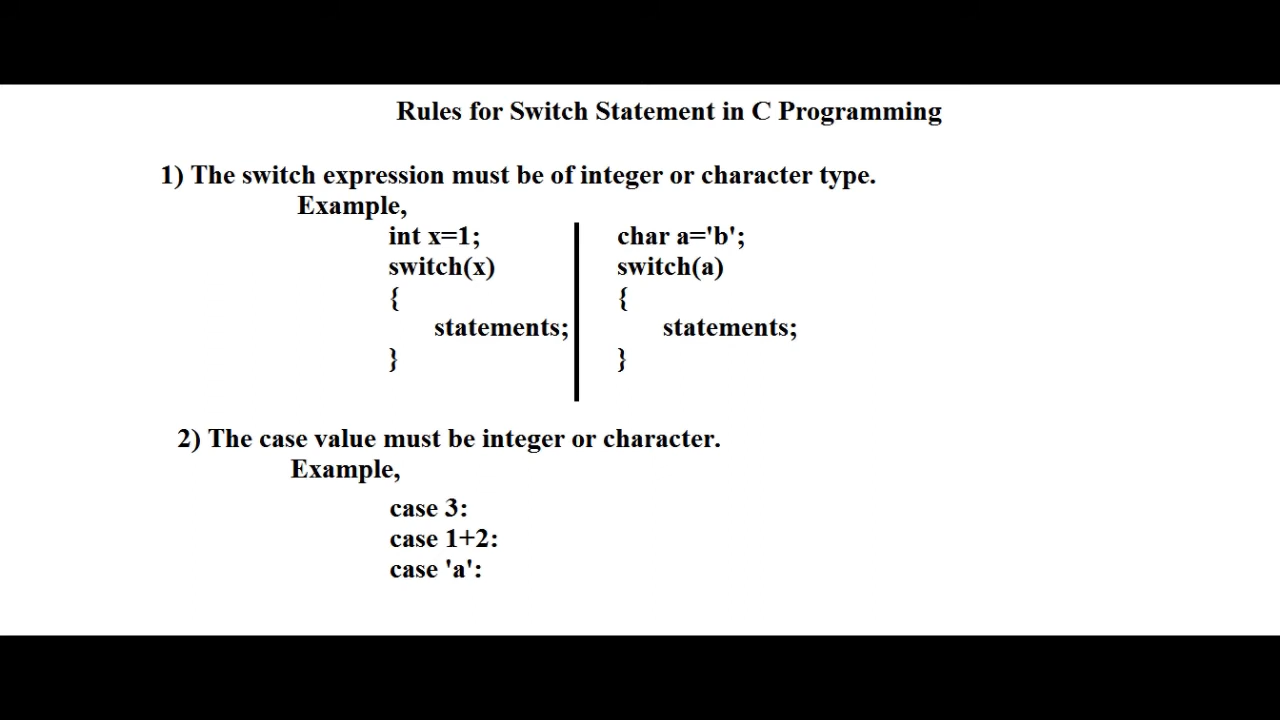 Rules for Switch Statement in C Programming
1) The switch expression must be of integer or character type.
Example,
int x=1;
switch(x)
{
statements;
}
char a='b';
switch(a)
{
statements;
}
2) The case value must be integer or character.
Example,
case 3:
case 1+2:
case 'a':